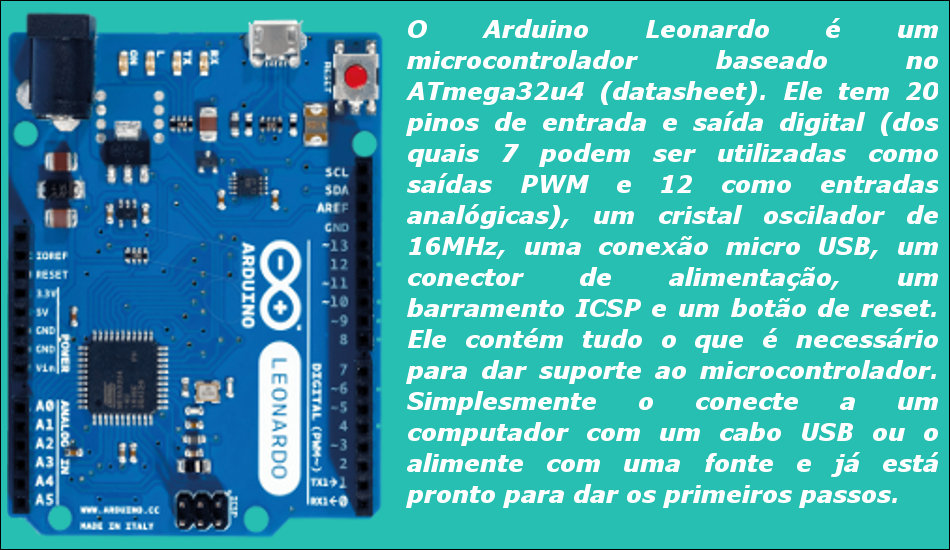 O Arduino Leonardo é um
microcontrolador baseado no
ATmega32u4 (datasheet). Ele tem 20
pinos de entrada e saída digital (dos
quais 7 podem ser utilizadas como
saídas PWM e 12 como entradas
analógicas), um cristal oscilador de
16MHz, uma conexão micro USB, um
conector de alimentação, um
barramento ICSP e um botão de reset.
Ele contém tudo o que é necessário
para dar suporte ao microcontrolador.
Simplesmente o conecte a um
computador com um cabo USB ou o
alimente com uma fonte e já está
pronto para dar os primeiros passos.
ON
L
TX
RX
RESET
SCL
SDA
AREF
GND
~13
12
~11
~10
~9
8
7
~6
~5
4
~3
2
TX1→1
RX1←0
DIGITAL (PWM~)
IOREF
RESET
3.3V
5V
GND
GND
Vin
POWER
A0
A1
A2
A3
A4
A5
ANALOG IN
ARDUINO
LEONARDO
ICSP
WWW.ARDUINO.CC
MADE IN ITALY